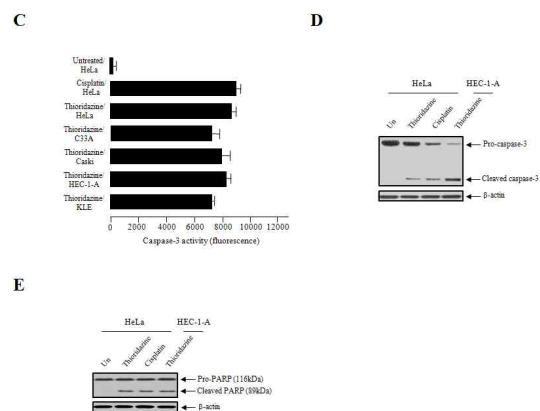 C
Untreated/
HeLa
Cisplatin/
HeLa
Thioridazine/
HeLa
Thioridazine/
C33A
Thioridazine/
Caski
Thioridazine/
HEC-1-A
Thioridazine/
KLE
0 2000 4000 6000 8000 10000 12000
Caspase-3 activity (fluorescence)
D
HeLa HEC-1-A
Un Thioridazine Cisplatin Thioridazine
Pro-caspase-3
Cleaved caspase-3
β-actin
E
HeLa HEC-1-A
Un Thioridazine Cisplatin Thioridazine
Pro-PARP (116kDa)
Cleaved PARP (89kDa)
β-actin